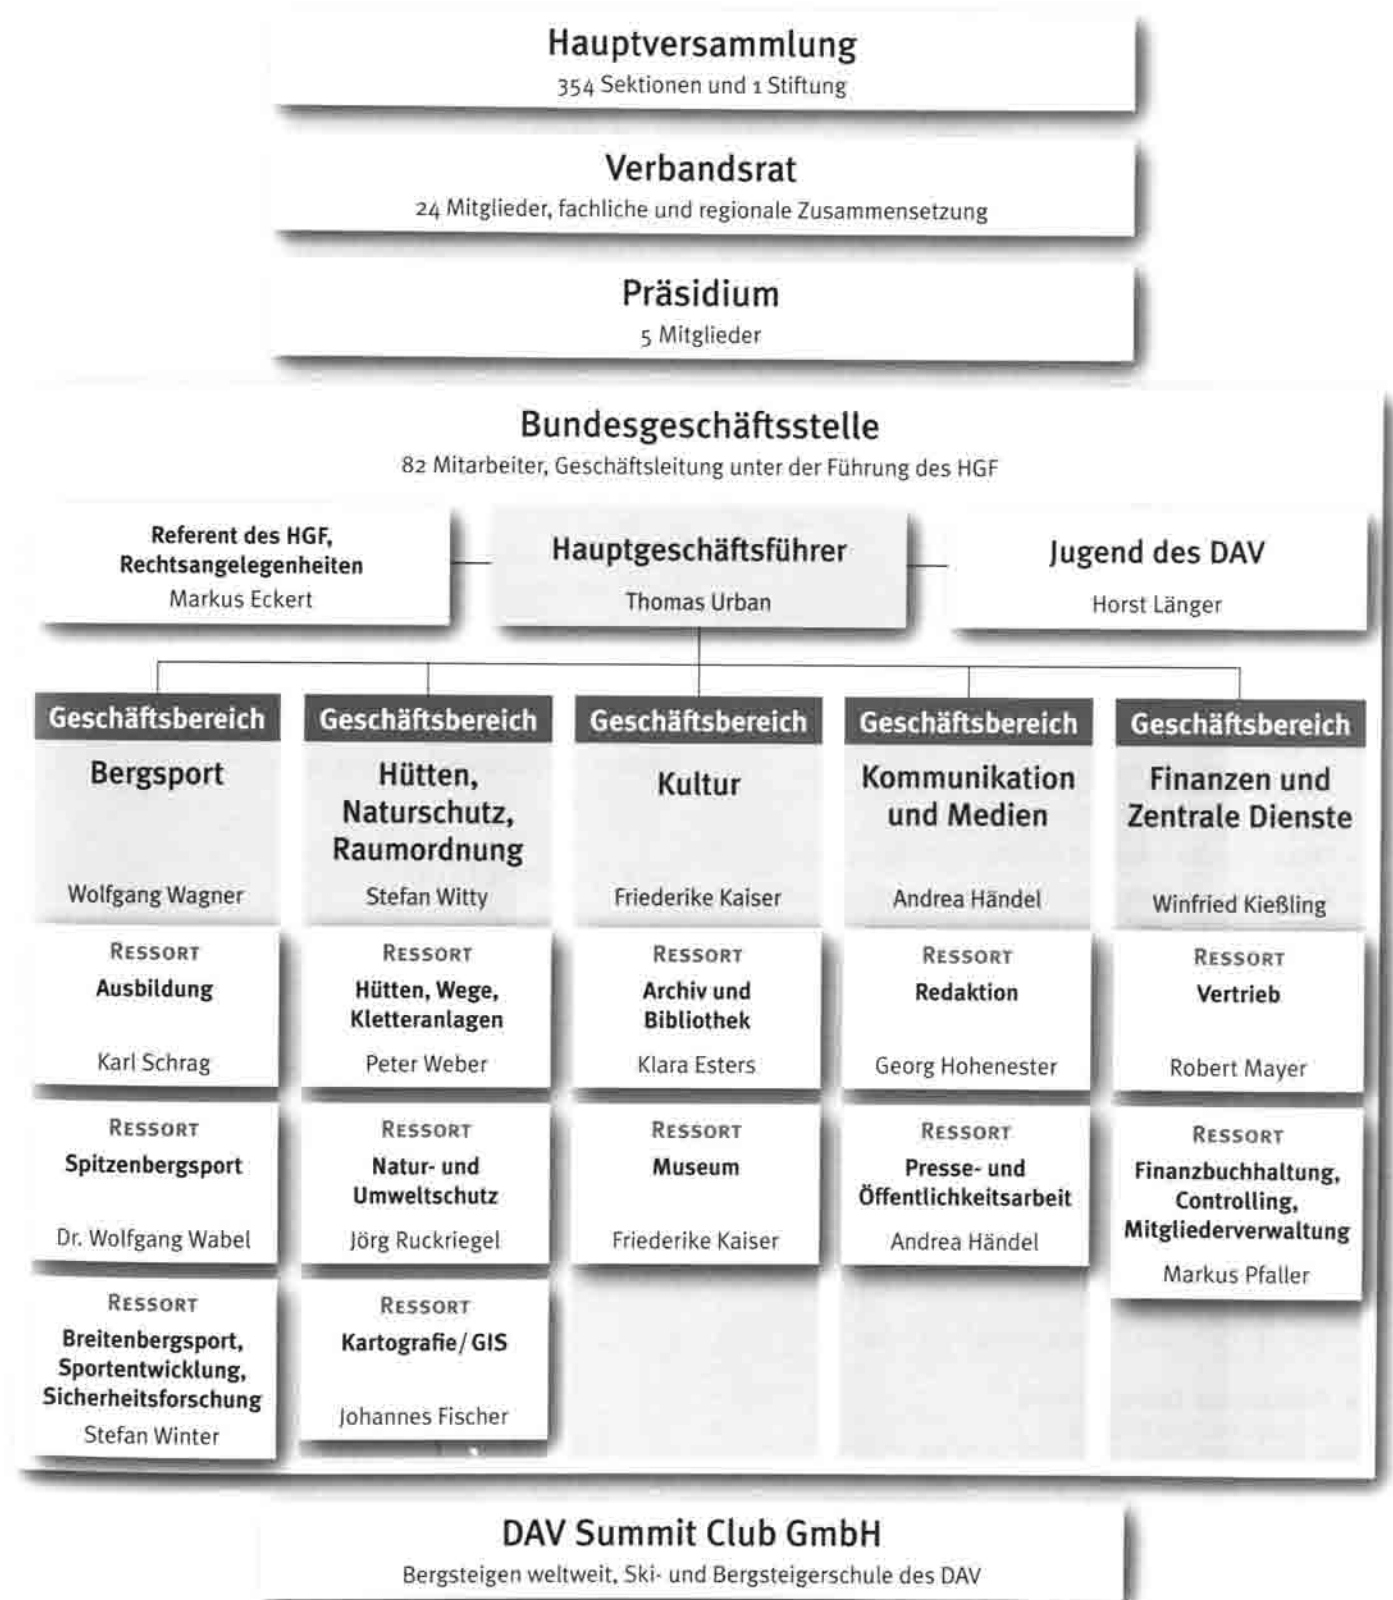 Hauptversammlung
354 Sektionen und 1 Stiftung
Verbandsrat
24 Mitglieder, fachliche und regionale Zusammensetzung
Präsidium
5 Mitglieder
Bundesgeschäftsstelle
82 Mitarbeiter, Geschäftsleitung unter der Führung des HGF
Referent des HGF,
Rechtsangelegenheiten
Markus Eckert
Hauptgeschäftsführer
Thomas Urban
Jugend des DAV
Horst Länger
Geschäftsbereich
Bergsport
Wolfgang Wagner
RESSORT
Ausbildung
Karl Schrag
RESSORT
Spitzenbergsport
Dr. Wolfgang Wabel
RESSORT
Breitenbergsport,
Sportentwicklung,
Sicherheitsforschung
Stefan Winter
Geschäftsbereich
Hütten,
Naturschutz,
Raumordnung
Stefan Witty
RESSORT
Hütten, Wege,
Kletteranlagen
Peter Weber
RESSORT
Natur- und
Umweltschutz
Jörg Ruckriegel
RESSORT
Kartografie/ GIS
Johannes Fischer
Geschäftsbereich
Kultur
Friederike Kaiser
RESSORT
Archiv und
Bibliothek
Klara Esters
RESSORT
Museum
Friederike Kaiser
Geschäftsbereich
Kommunikation
und Medien
Andrea Händel
RESSORT
Redaktion
Georg Hohenester
RESSORT
Presse- und
Öffentlichkeitsarbeit
Andrea Händel
Geschäftsbereich
Finanzen und
Zentrale Dienste
Winfried Kießling
RESSORT
Vertrieb
Robert Mayer
RESSORT
Finanzbuchhaltung,
Controlling,
Mitgliederverwaltung
Markus Pfaller
DAV Summit Club GmbH
Bergsteigen weltweit, Ski- und Bergsteigerschule des DAV